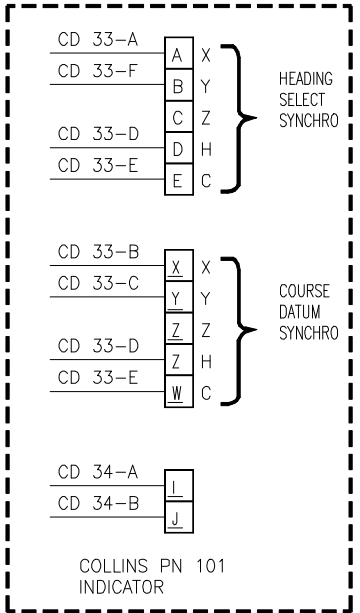 CD 33-A A X
CD 33-F B Y
C Z
CD 33-D D H
CD 33-E E C
HEADING
SELECT
SYNCHRO
CD 33-B X X
CD 33-C Y Y
Z Z
CD 33-D Z H
CD 33-E W C
COURSE
DATUM
SYNCHRO
CD 34-A I
CD 34-B J
COLLINS PN 101
INDICATOR